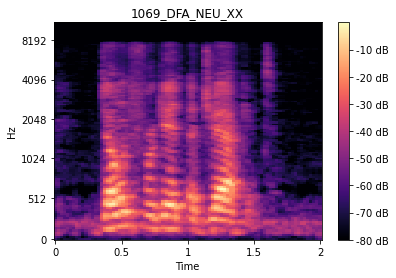 1069_DFA_NEU_XX
8192
4096
2048
1024
512
0
Hz
0
0.5
1
1.5
2
Time
-10 dB
-20 dB
-30 dB
-40 dB
-50 dB
-60 dB
-70 dB
-80 dB